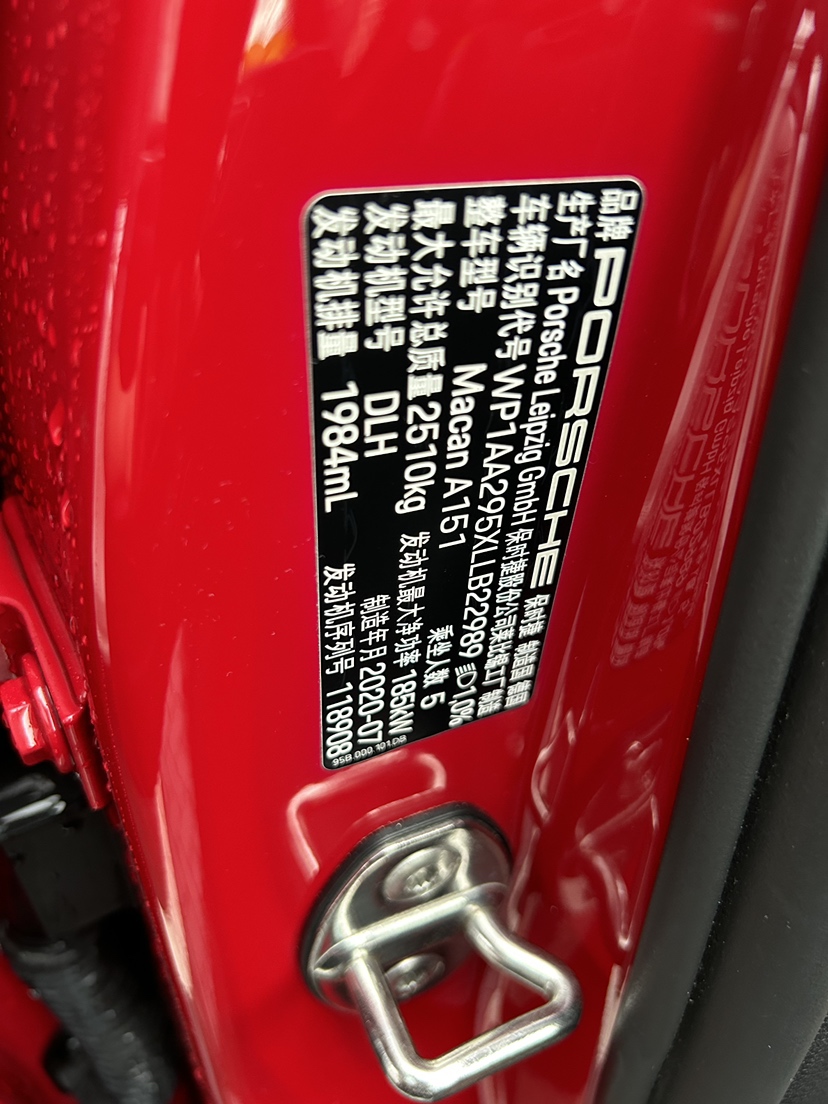 品牌 PORSCHE 保时捷 制造国 德国
生产厂名 Porsche Leipzig GmbH 保时捷股份公司莱比锡工厂 制造
车辆识别代号 WP1AA295XLLB22989 1,0%
整车型号 Macan A151 乘坐人数 5
最大允许总质量 2510kg 发动机最大净功率 185kW
发动机型号 DLH 制造年月 2020-07
发动机排量 1984mL 发动机序列号 118908
95B.000.101.DB